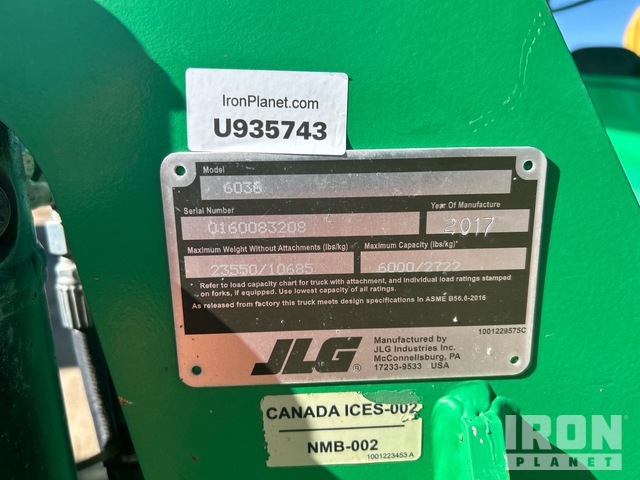 IronPlanet.com
U935743
Model
6036
Serial Number
Year Of Manufacture
0160083208
2017
Maximum Weight Without Attachments (lbs/kg)
Maximum Capacity (lbs/kg)*
23550/10685
6000/2722
* Refer to load capacity chart for truck with attachment, and individual load ratings stamped
on forks, if equipped. Use lowest capacity of all ratings.
As released from factory this truck meets design specifications in ASME B56.6-2016
JLG ®
Manufactured by
JLG Industries Inc.
McConnellsburg, PA
17233-9533 USA
1001229575C
CANADA ICES-002
NMB-002
1001223453 A
IRON
PLANET